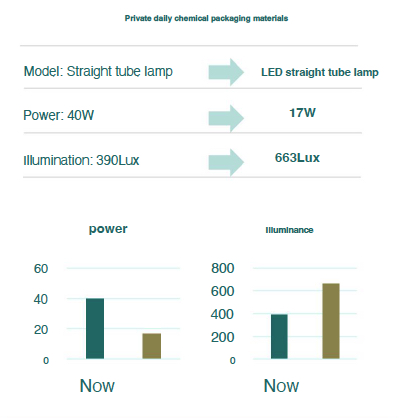 Private daily chemical packaging materials
Model: Straight tube lamp
LED straight tube lamp
Power: 40W
17W
Illumination: 390Lux
663Lux
power
Illuminance
60
40
20
0
Now
800
600
400
200
0
Now